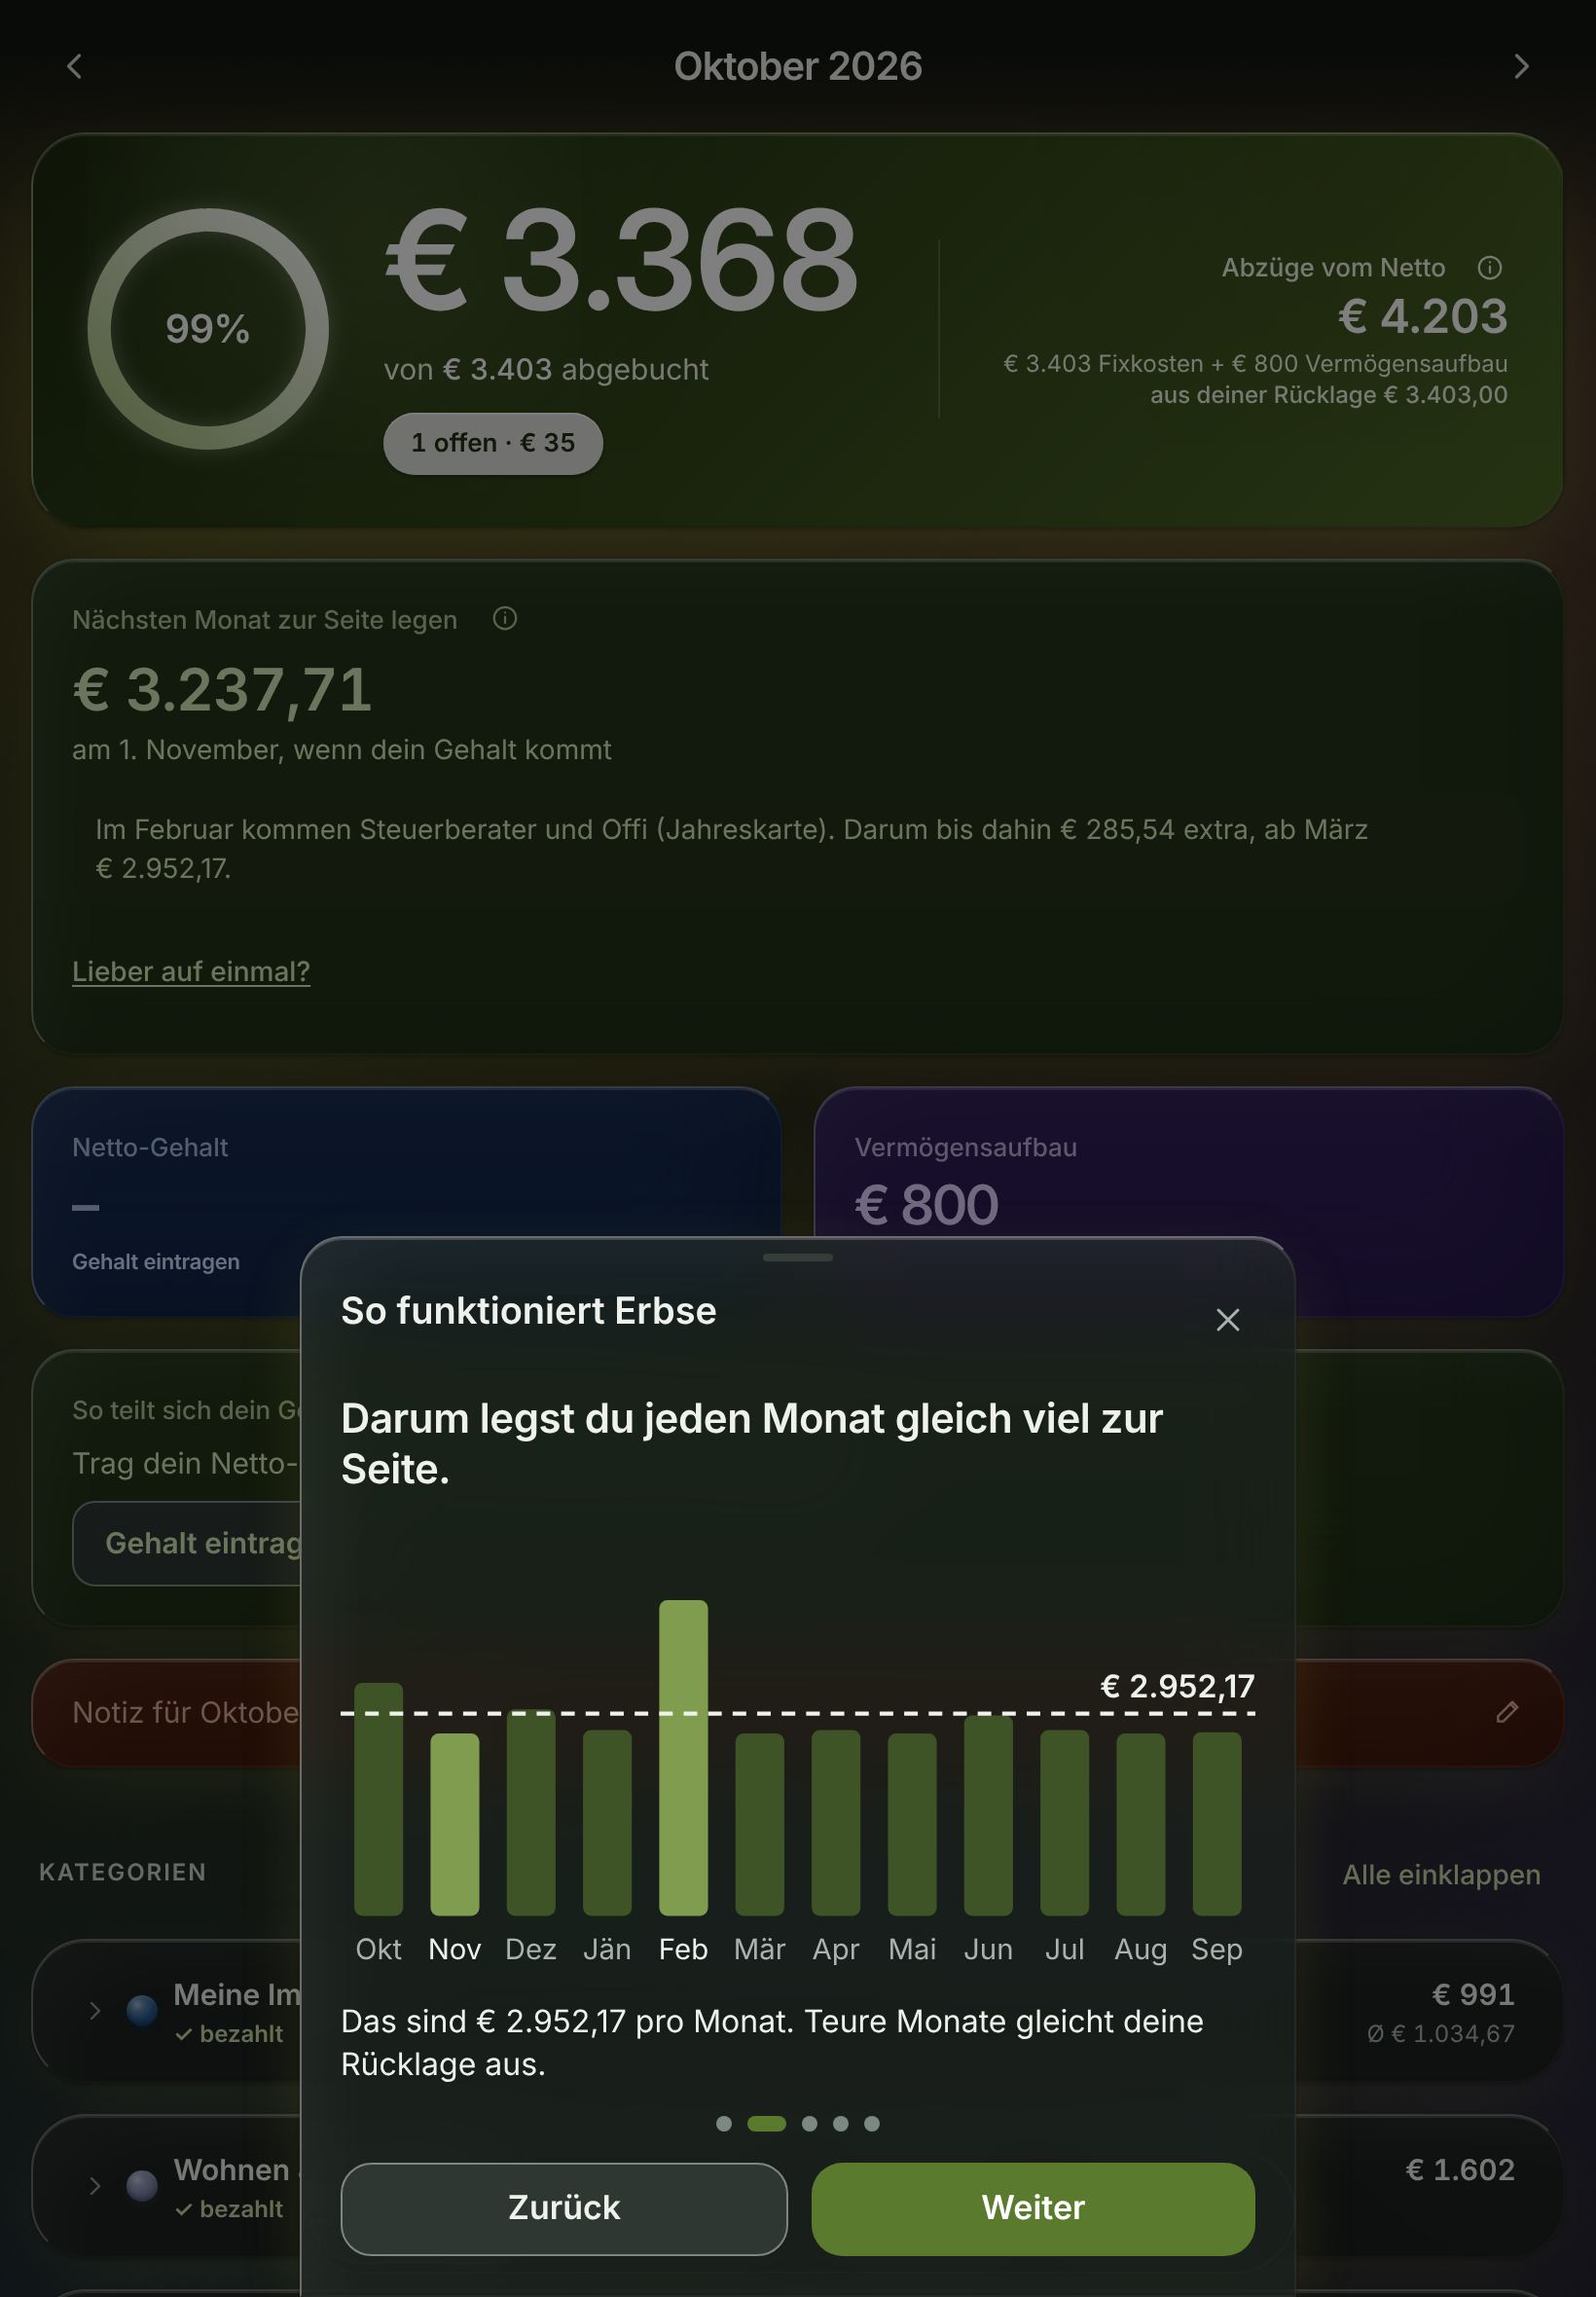 Oktober 2026
99%
€ 3.368
von € 3.403 abgebucht
1 offen · € 35
Abzüge vom Netto
€ 4.203
€ 3.403 Fixkosten + € 800 Vermögensaufbau
aus deiner Rücklage € 3.403,00
Nächsten Monat zur Seite legen
€ 3.237,71
am 1. November, wenn dein Gehalt kommt
Im Februar kommen Steuerberater und Offi (Jahreskarte). Darum bis dahin € 285,54 extra, ab März
€ 2.952,17.
Lieber auf einmal?
Netto-Gehalt
–
Gehalt eintragen
Vermögensaufbau
€ 800
So teilt sich dein
Trag dein Netto-
Gehalt eintrag
Notiz für Oktobe
KATEGORIEN
Alle einklappen
Meine Im
✓ bezahlt
€ 991
Ø € 1.034,67
Wohnen
✓ bezahlt
€ 1.602
So funktioniert Erbse
Darum legst du jeden Monat gleich viel zur
Seite.
€ 2.952,17
Okt Nov Dez Jän Feb Mär Apr Mai Jun Jul Aug Sep
Das sind € 2.952,17 pro Monat. Teure Monate gleicht deine
Rücklage aus.
Zurück
Weiter